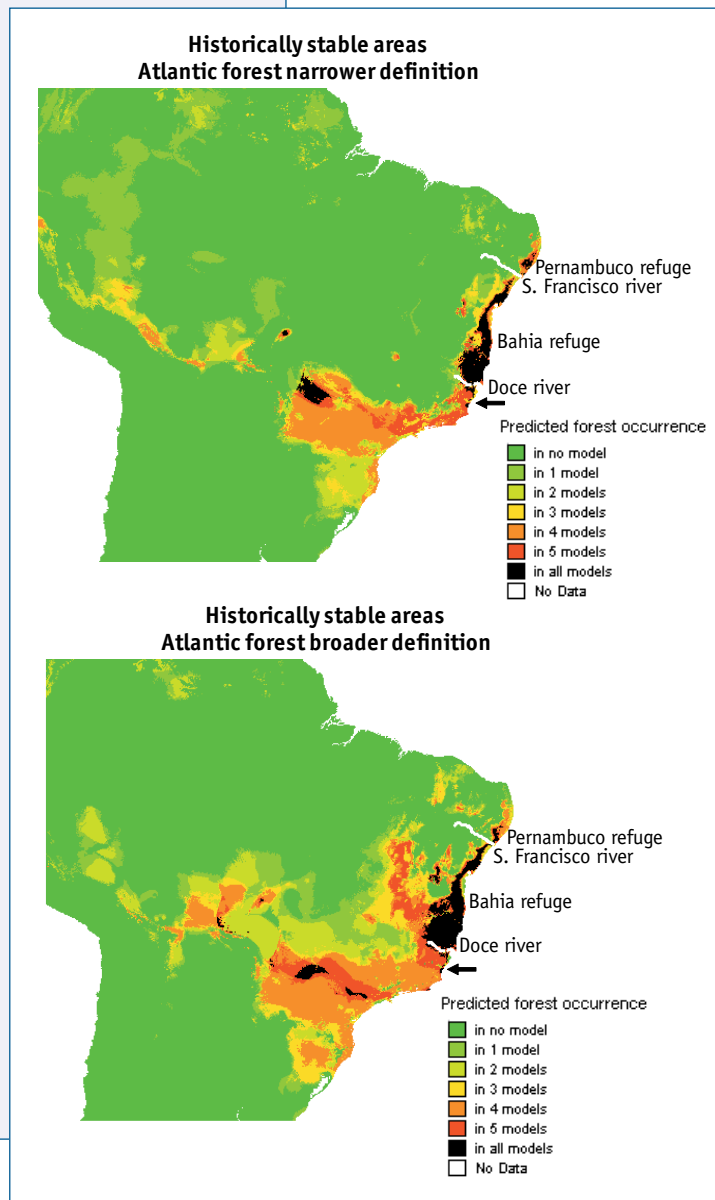 Historically stable areas
Atlantic forest narrower definition
Pernambuco refuge
S. Francisco river
Bahia refuge
Doce river
Predicted forest occurrence
in no model
in 1 model
in 2 models
in 3 models
in 4 models
in 5 models
in all models
No Data
Historically stable areas
Atlantic forest broader definition
Pernambuco refuge
S. Francisco river
Bahia refuge
Doce river
Predicted forest occurrence
in no model
in 1 model
in 2 models
in 3 models
in 4 models
in 5 models
in all models
No Data